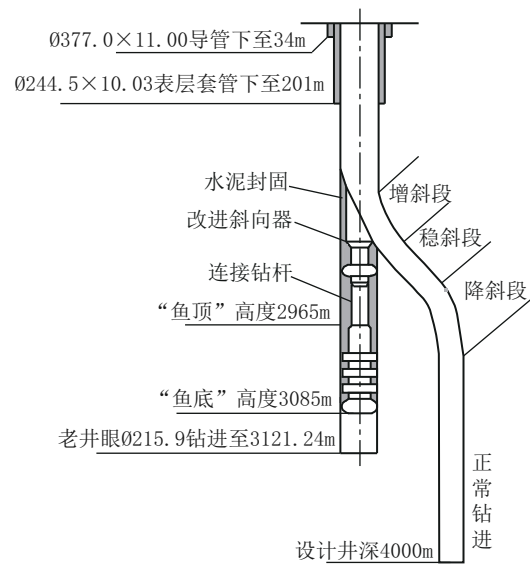 Ø377.0×11.00导管下至34m
Ø244.5×10.03表层套管下至201m
水泥封固
增斜段
改进斜向器
稳斜段
连接钻杆
降斜段
“鱼顶”高度2965m
“鱼底”高度3085m
老井眼Ø215.9钻进至3121.24m
正常钻进
设计井深4000m